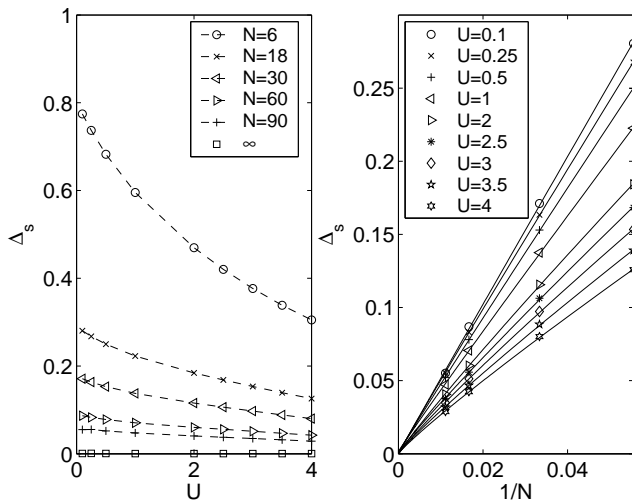 1
0.8
0.6
0.4
0.2
0
0 2 4
U
Δs
N=6
N=18
N=30
N=60
N=90
∞
0.25
0.2
0.15
0.1
0.05
0
0 0.02 0.04
1/N
Δs
U=0.1
U=0.25
U=0.5
U=1
U=2
U=2.5
U=3
U=3.5
U=4